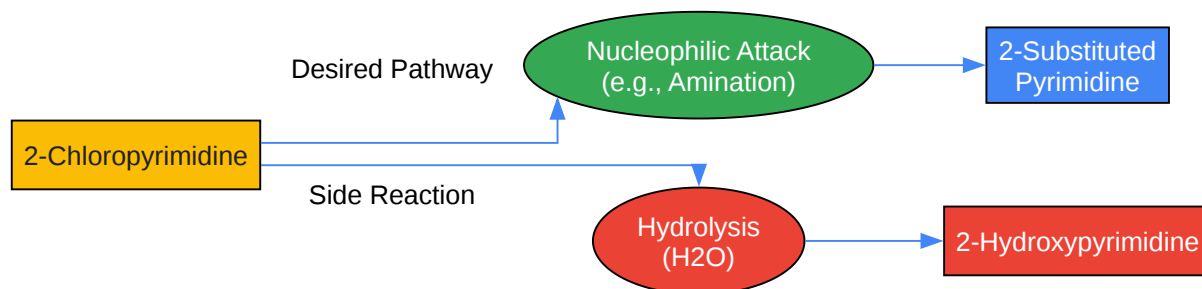 Nucleophilic Attack
(e.g., Amination)
2-Substituted
Pyrimidine
Desired Pathway
2-Chloropyrimidine
Side Reaction
Hydrolysis
(H2O)
2-Hydroxypyrimidine